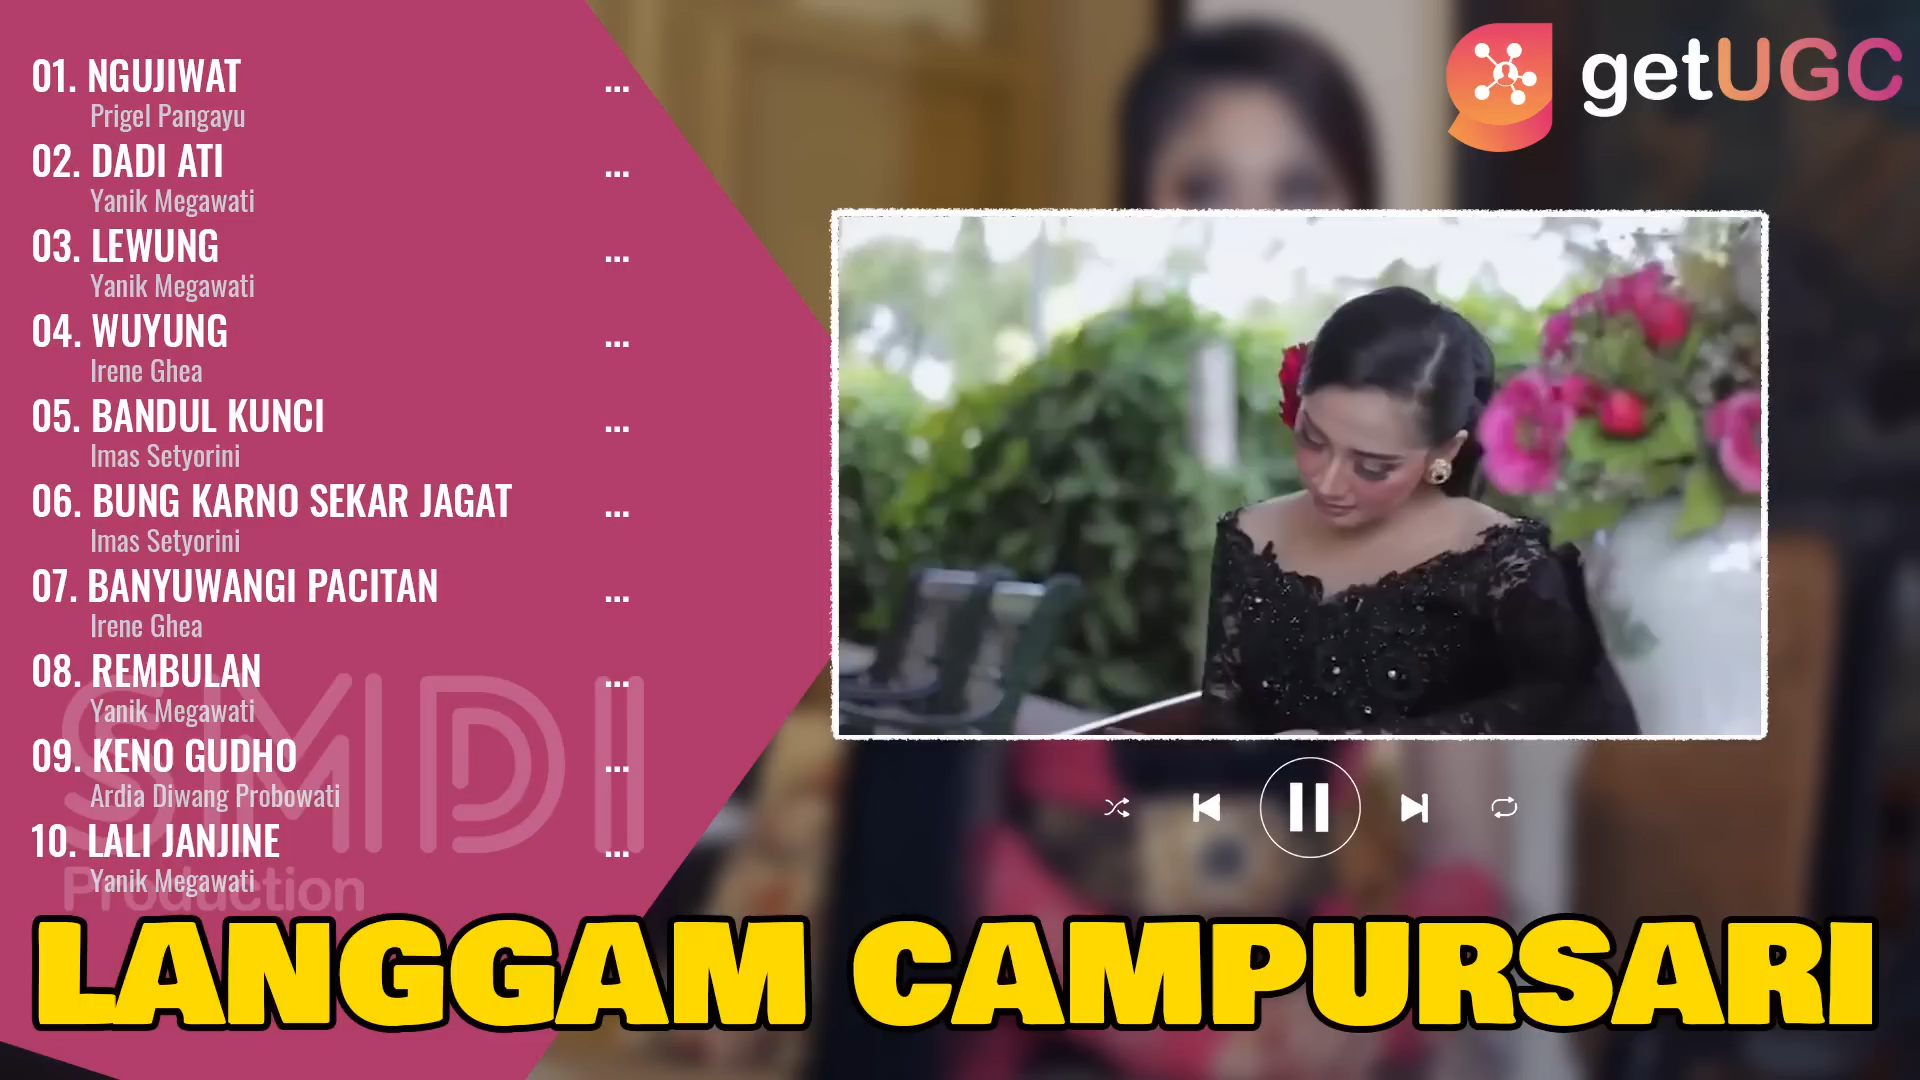 01. NGUJIWAT ...
Prigel Pangayu
02. DADI ATI ...
Yanik Megawati
03. LEWUNG ...
Yanik Megawati
04. WUYUNG ...
Irene Ghea
05. BANDUL KUNCI ...
Imas Setyorini
06. BUNG KARNO SEKAR JAGAT ...
Imas Setyorini
07. BANYUWANGI PACITAN ...
Irene Ghea
08. REMBULAN ...
Yanik Megawati
09. KENO GUDHO ...
Ardia Diwang Probowati
10. LALI JANJINE ...
Yanik Megawati
SMDI
Production
getUGC
LANGGAM CAMPURSARI